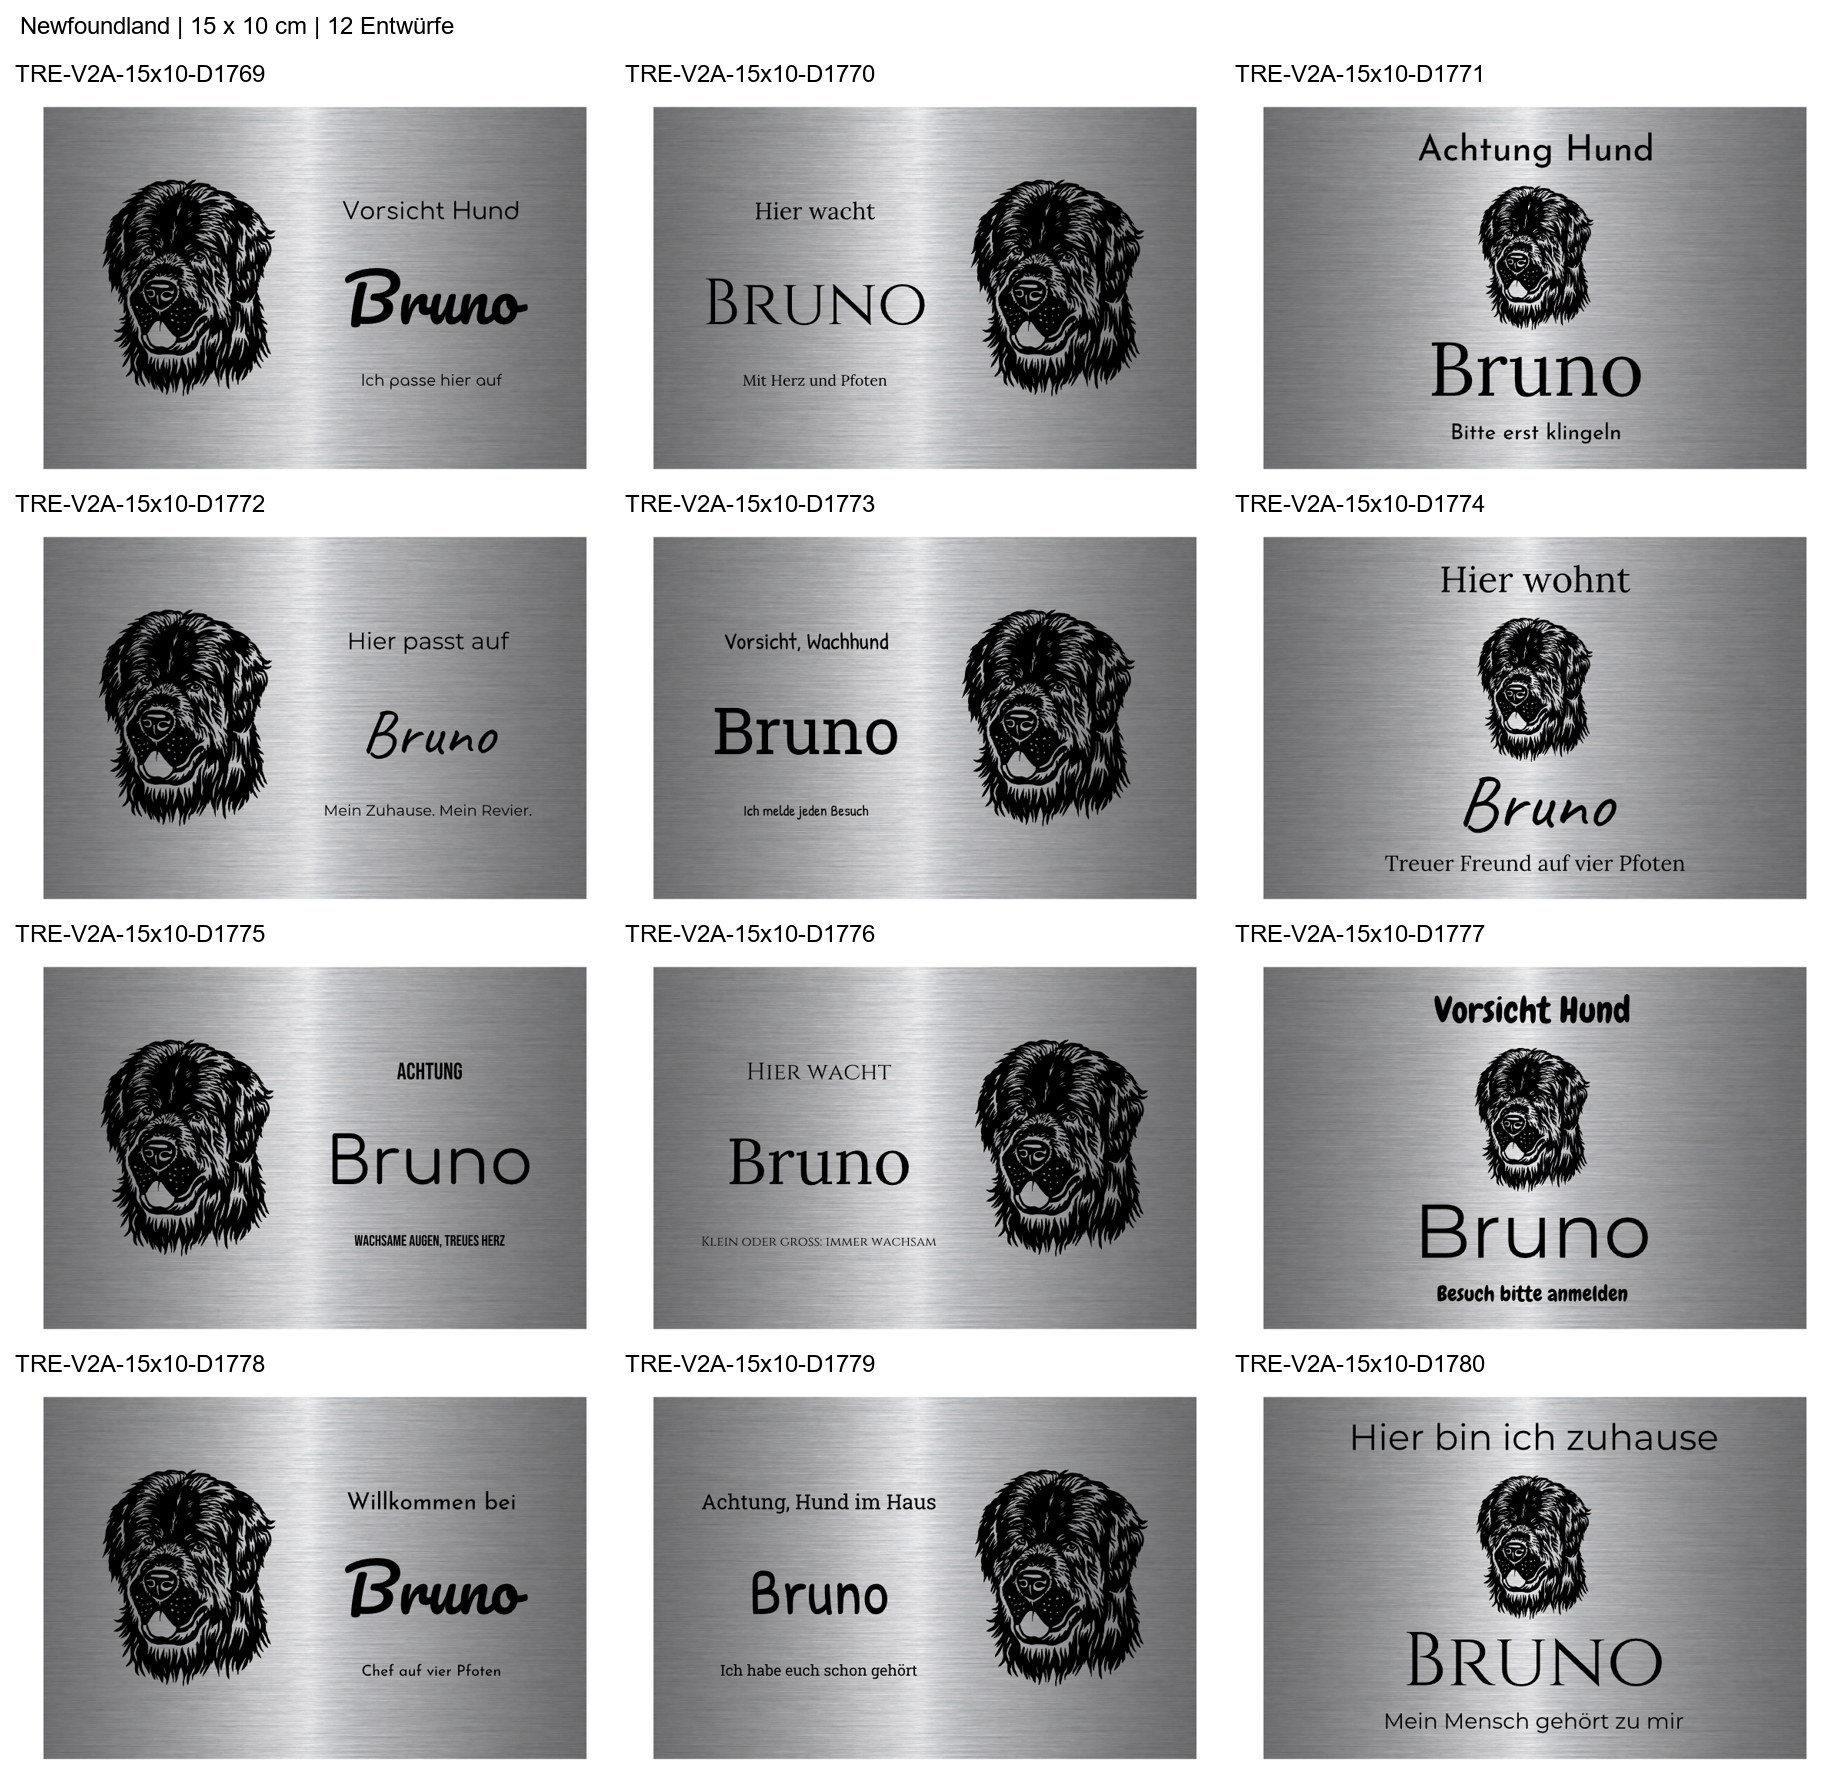 Newfoundland | 15 x 10 cm | 12 Entwürfe
TRE-V2A-15x10-D1769
Vorsicht Hund
Bruno
Ich passe hier auf
TRE-V2A-15x10-D1770
Hier wacht
BRUNO
Mit Herz und Pfoten
TRE-V2A-15x10-D1771
Achtung Hund
Bruno
Bitte erst klingeln
TRE-V2A-15x10-D1772
Hier passt auf
Bruno
Mein Zuhause. Mein Revier.
TRE-V2A-15x10-D1773
Vorsicht, Wachhund
Bruno
Ich melde jeden Besuch
TRE-V2A-15x10-D1774
Hier wohnt
Bruno
Treuer Freund auf vier Pfoten
TRE-V2A-15x10-D1775
ACHTUNG
Bruno
WACHSAME AUGEN, TREUES HERZ
TRE-V2A-15x10-D1776
HIER WACHT
Bruno
KLEIN ODER GROSS: IMMER WACHSAM
TRE-V2A-15x10-D1777
Vorsicht Hund
Bruno
Besuch bitte anmelden
TRE-V2A-15x10-D1778
Willkommen bei
Bruno
Chef auf vier Pfoten
TRE-V2A-15x10-D1779
Achtung, Hund im Haus
Bruno
Ich habe euch schon gehört
TRE-V2A-15x10-D1780
Hier bin ich zuhause
BRUNO
Mein Mensch gehört zu mir